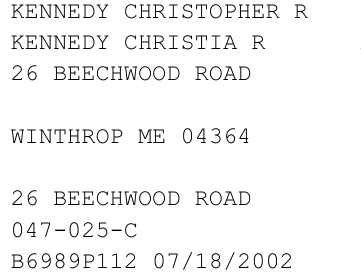 KENNEDY CHRISTOPHER R
KENNEDY CHRISTIA R
26 BEECHWOOD ROAD
WINTHROP ME 04364
26 BEECHWOOD ROAD
047-025-C
B6989P112 07/18/2002